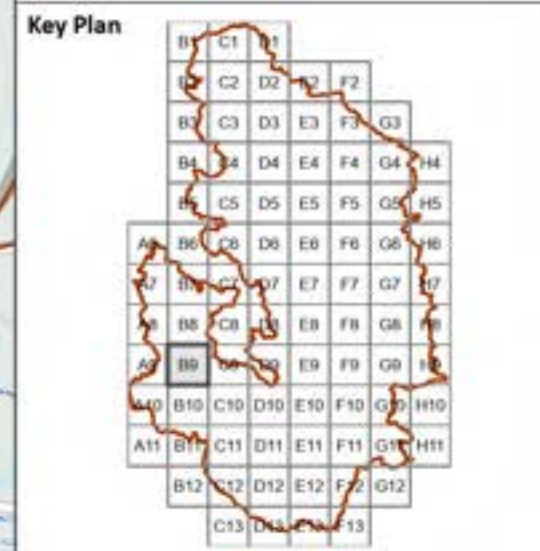 Key Plan
B1 C1 D1
B2 C2 D2 E2 F2
B3 C3 D3 E3 F3 G3
B4 C4 D4 E4 F4 G4 H4
B5 C5 D5 E5 F5 G5 H5
A6 B6 C6 D6 E6 F6 G6 H6
A7 B7 C7 D7 E7 F7 G7 H7
A8 B8 C8 D8 E8 F8 G8 H8
A9 B9 C9 D9 E9 F9 G9 H9
A10 B10 C10 D10 E10 F10 G10 H10
A11 B11 C11 D11 E11 F11 G11 H11
B12 C12 D12 E12 F12 G12
C13 D13 E13 F13